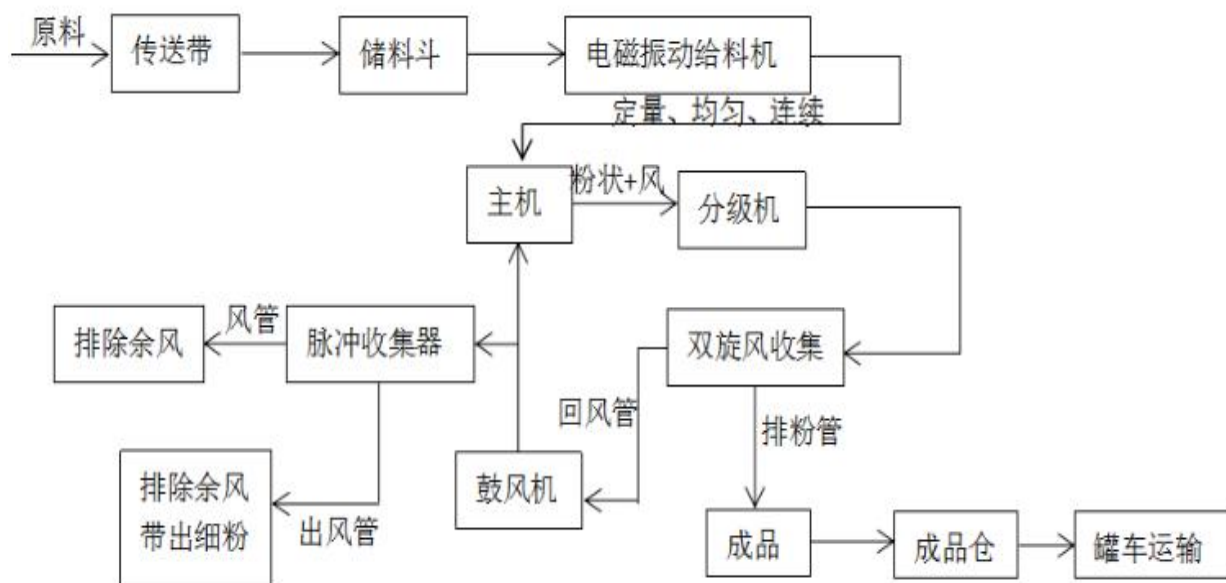 原料
传送带
储料斗
电磁振动给料机
定量、均匀、连续
主机
粉状+风
分级机
排除余风
风管
脉冲收集器
双旋风收集
回风管
排粉管
排除余风
带出细粉
出风管
鼓风机
成品
成品仓
罐车运输